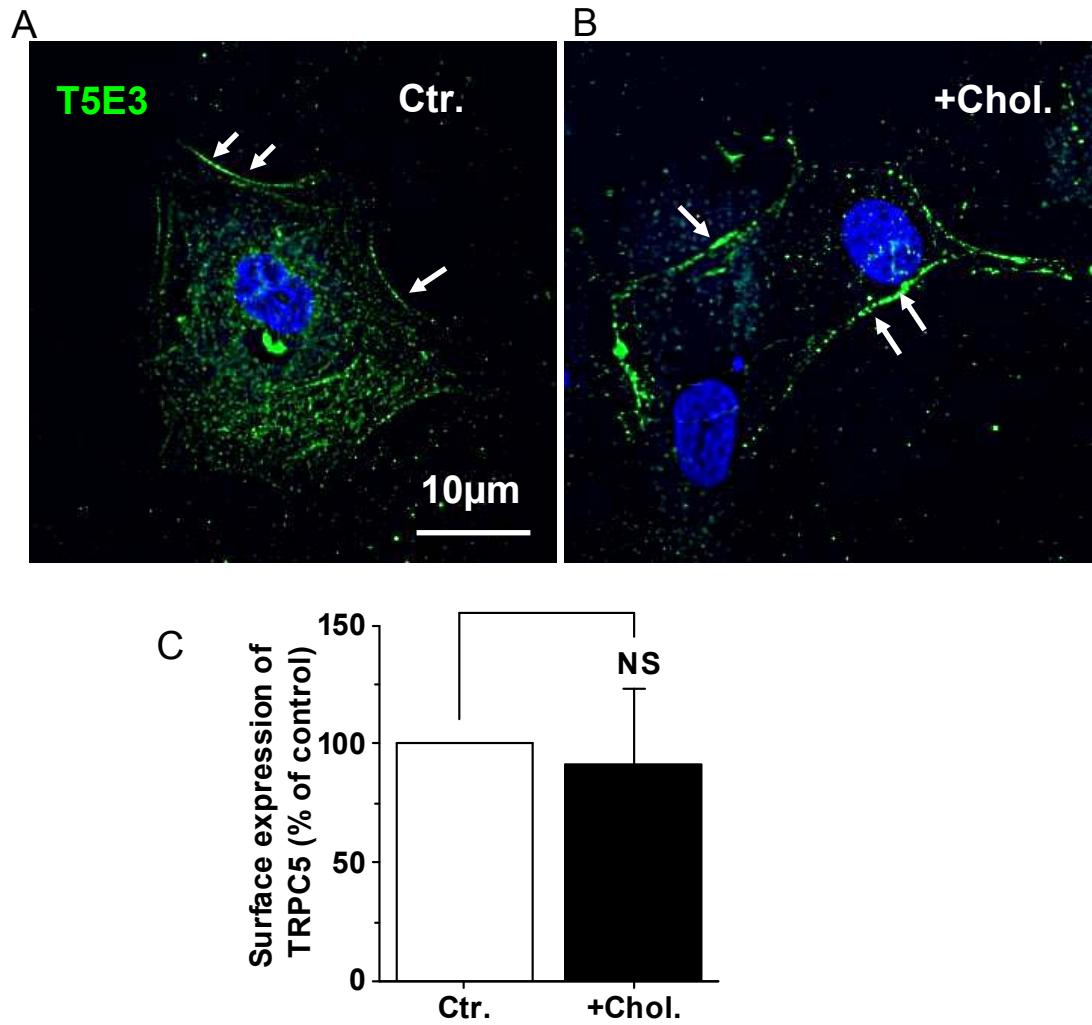 A
B
T5E3
Ctr.
+Chol.
10µm
C
Surface expression of
TRPC5 (% of control)
150
100
50
0
NS
Ctr.
+Chol.